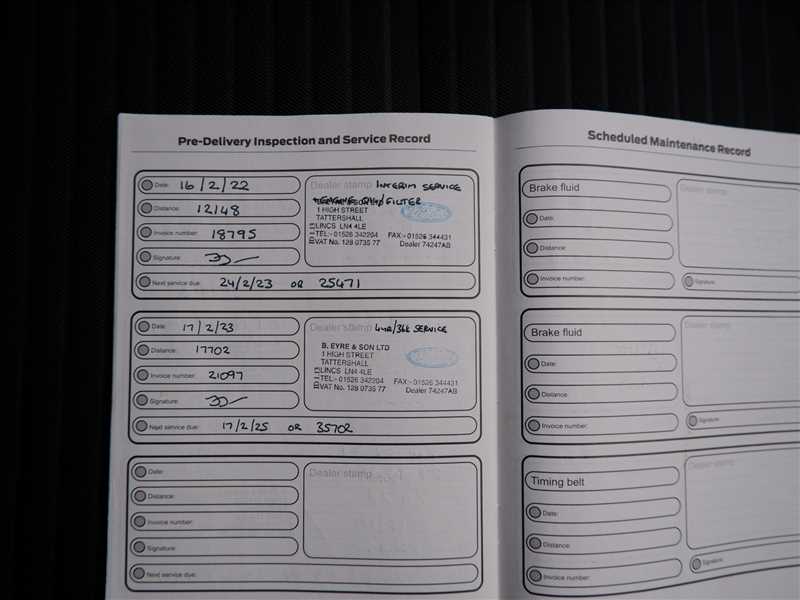 Pre-Delivery Inspection and Service Record
Date: 16/2/22
Distance: 12148
Invoice number: 18795
Signature:
Next service due: 24/2/23 OR 25471
Dealer stamp INTERIM SERVICE
ENGINE OIL/FILTER
1 HIGH STREET
TATTERSHALL
LINCS LN4 4LE
TEL:- 01526 342204 FAX:- 01526 344431
VAT No. 128 0735 77 Dealer 74247AB
Date: 17/2/23
Distance: 17702
Invoice number: 21097
Signature:
Next service due: 17/2/25 OR 35702
Dealer stamp 4YR/36K SERVICE
B. EYRE & SON LTD
1 HIGH STREET
TATTERSHALL
LINCS LN4 4LE
TEL:- 01526 342204 FAX:- 01526 344431
VAT No. 128 0735 77 Dealer 74247AB
Date:
Distance:
Invoice number:
Signature:
Next service due:
Dealer stamp
Scheduled Maintenance Record
Brake fluid
Date:
Distance:
Invoice number:
Dealer stamp
Signature:
Brake fluid
Date:
Distance:
Invoice number:
Dealer stamp
Signature:
Timing belt
Date:
Distance:
Invoice number:
Dealer stamp
Signature: